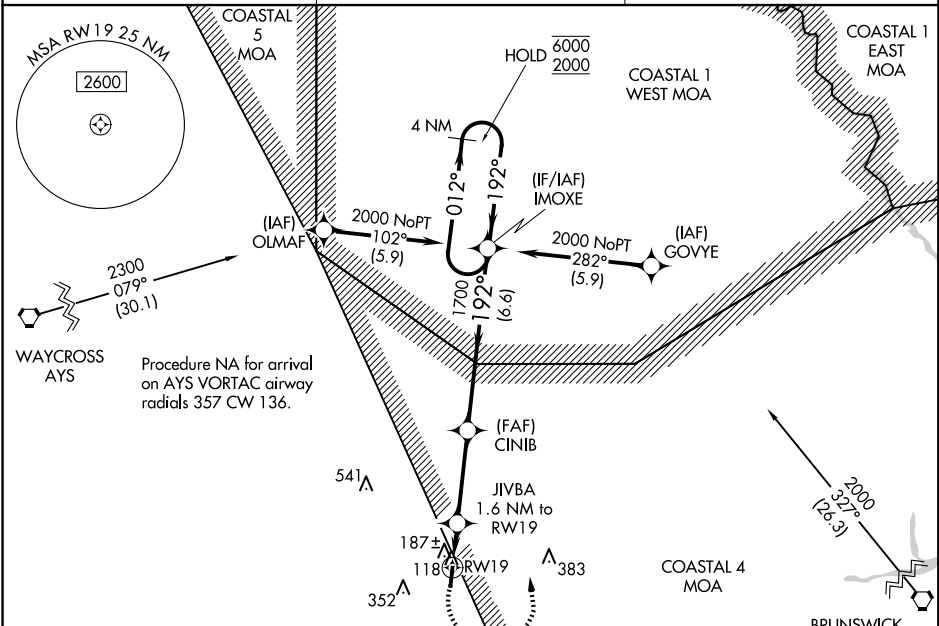 MSA RW19 25 NM
2600
COASTAL
5
MOA
HOLD
6000
2000
COASTAL 1
WEST MOA
COASTAL 1
EAST
MOA
4 NM
012°
192°
(IF/IAF)
IMOXE
(IAF)
OLMAF
2000 NoPT
102°
(5.9)
2000 NoPT
282°
(5.9)
(IAF)
GOVYE
2300
079°
(30.1)
WAYCROSS
AYS
1700
192°
(6.6)
Procedure NA for arrival
on AYS VORTAC airway
radials 357 CW 136.
(FAF)
CINIB
541
JIVBA
1.6 NM to
RW19
187±
118
RW19
383
352
COASTAL 4
MOA
2000
327°
(26.3)
BRUNSWICK